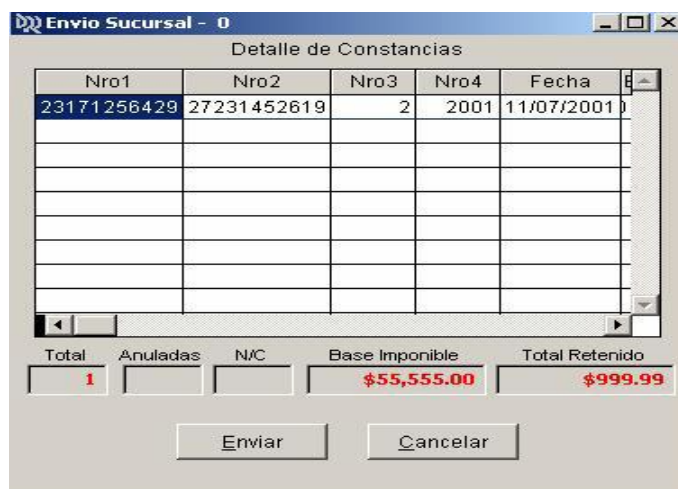 Envio Sucursal - 0
Detalle de Constancias
Nro1 Nro2 Nro3 Nro4 Fecha
23171256429 27231452619 2 2001 11/07/2001
Total Anuladas N/C Base Imponible Total Retenido
1 $55,555.00 $999.99
Enviar Cancelar